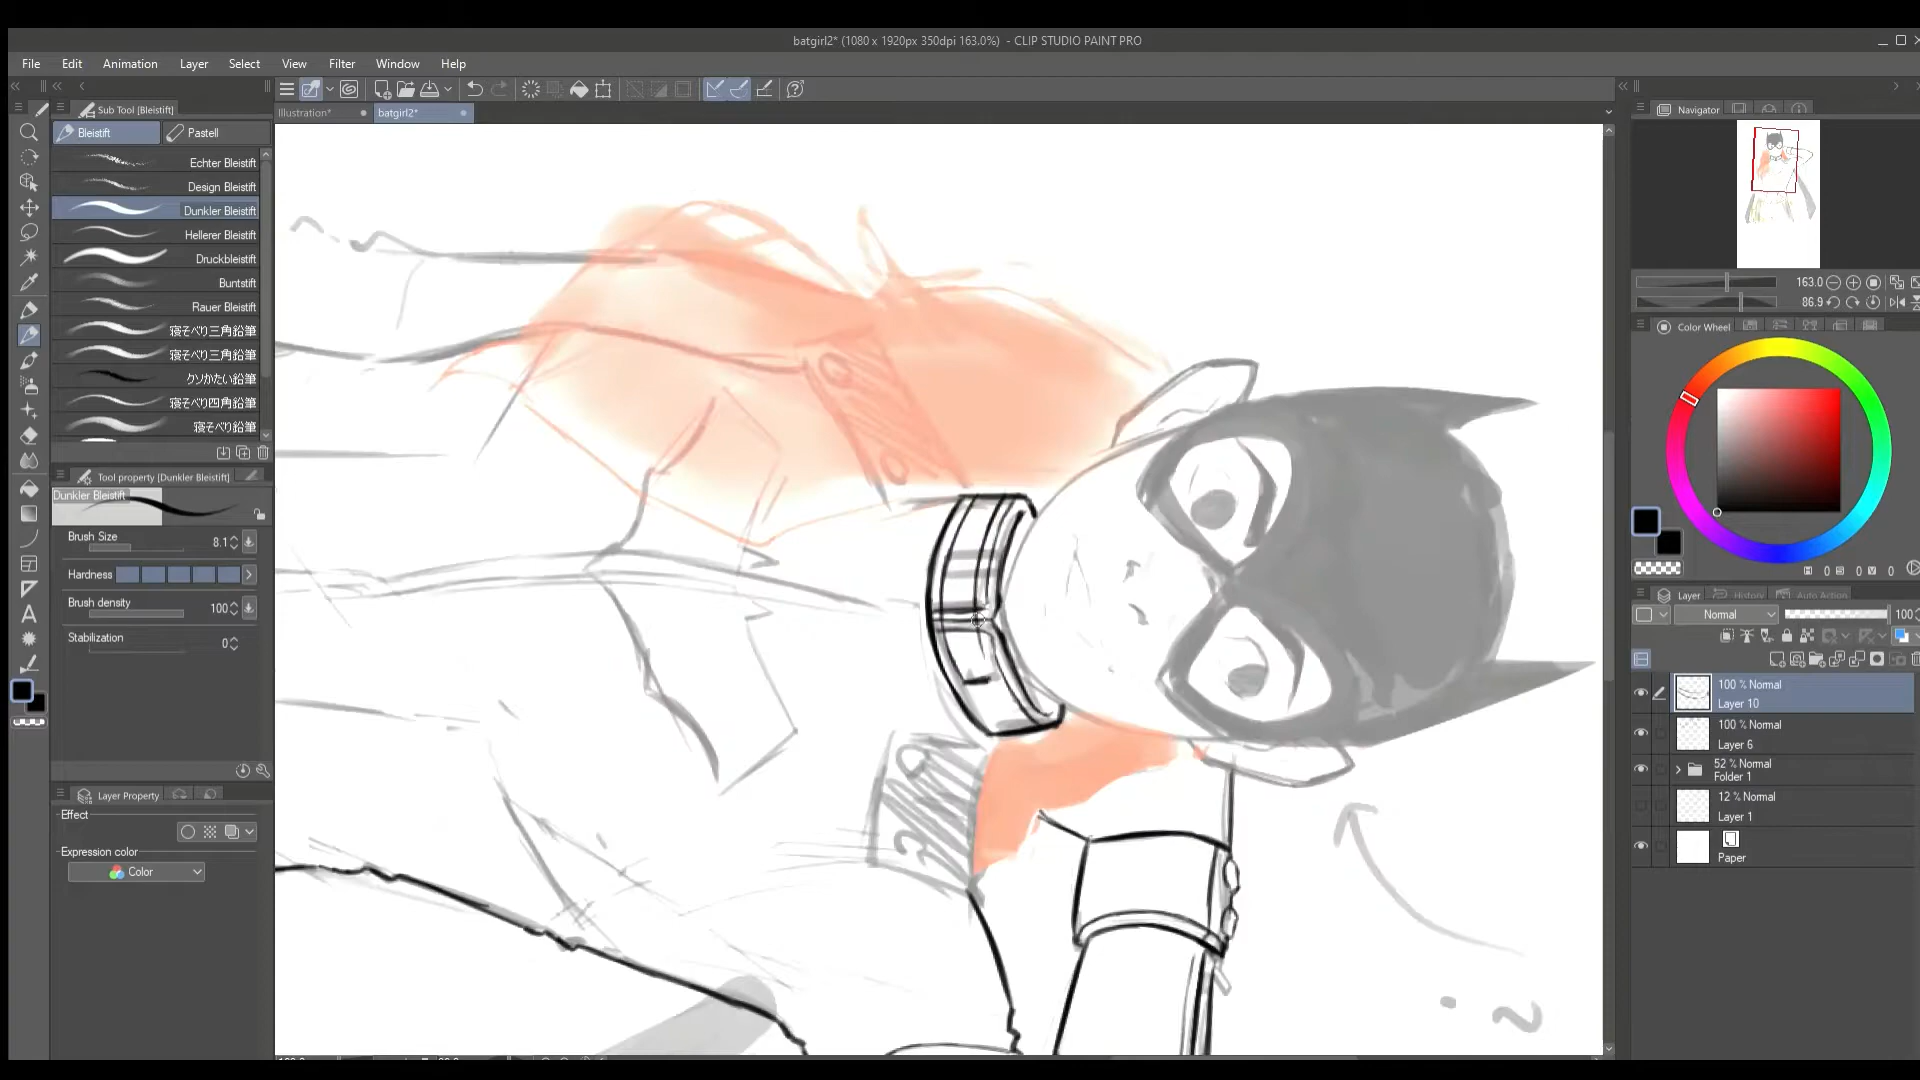 batgirl2* (1080 x 1920px 350dpi 163.0%) - CLIP STUDIO PAINT PRO
File Edit Animation Layer Select View Filter Window Help
Sub Tool [Bleistift]
Illustration* batgirl2*
Bleistift Pastell
Echter Bleistift
Design Bleistift
Dunkler Bleistift
Hellerer Bleistift
Druckbleistift
Buntstift
Rauer Bleistift
寝そべり三角鉛筆
寝そべり三角鉛筆
クソかたい鉛筆
寝そべり四角鉛筆
寝そべり鉛筆
Tool property [Dunkler Bleistift]
Dunkler Bleistift
Brush Size 8.1
Hardness
Brush density 100
Stabilization 0
Layer Property
Effect
Expression color
Color
Navigator
163.0
86.9
Color Wheel
H 0 S 0 V 0
Layer History Auto Action
Normal 100
100 % Normal
Layer 10
100 % Normal
Layer 6
52 % Normal
Folder 1
12 % Normal
Layer 1
Paper